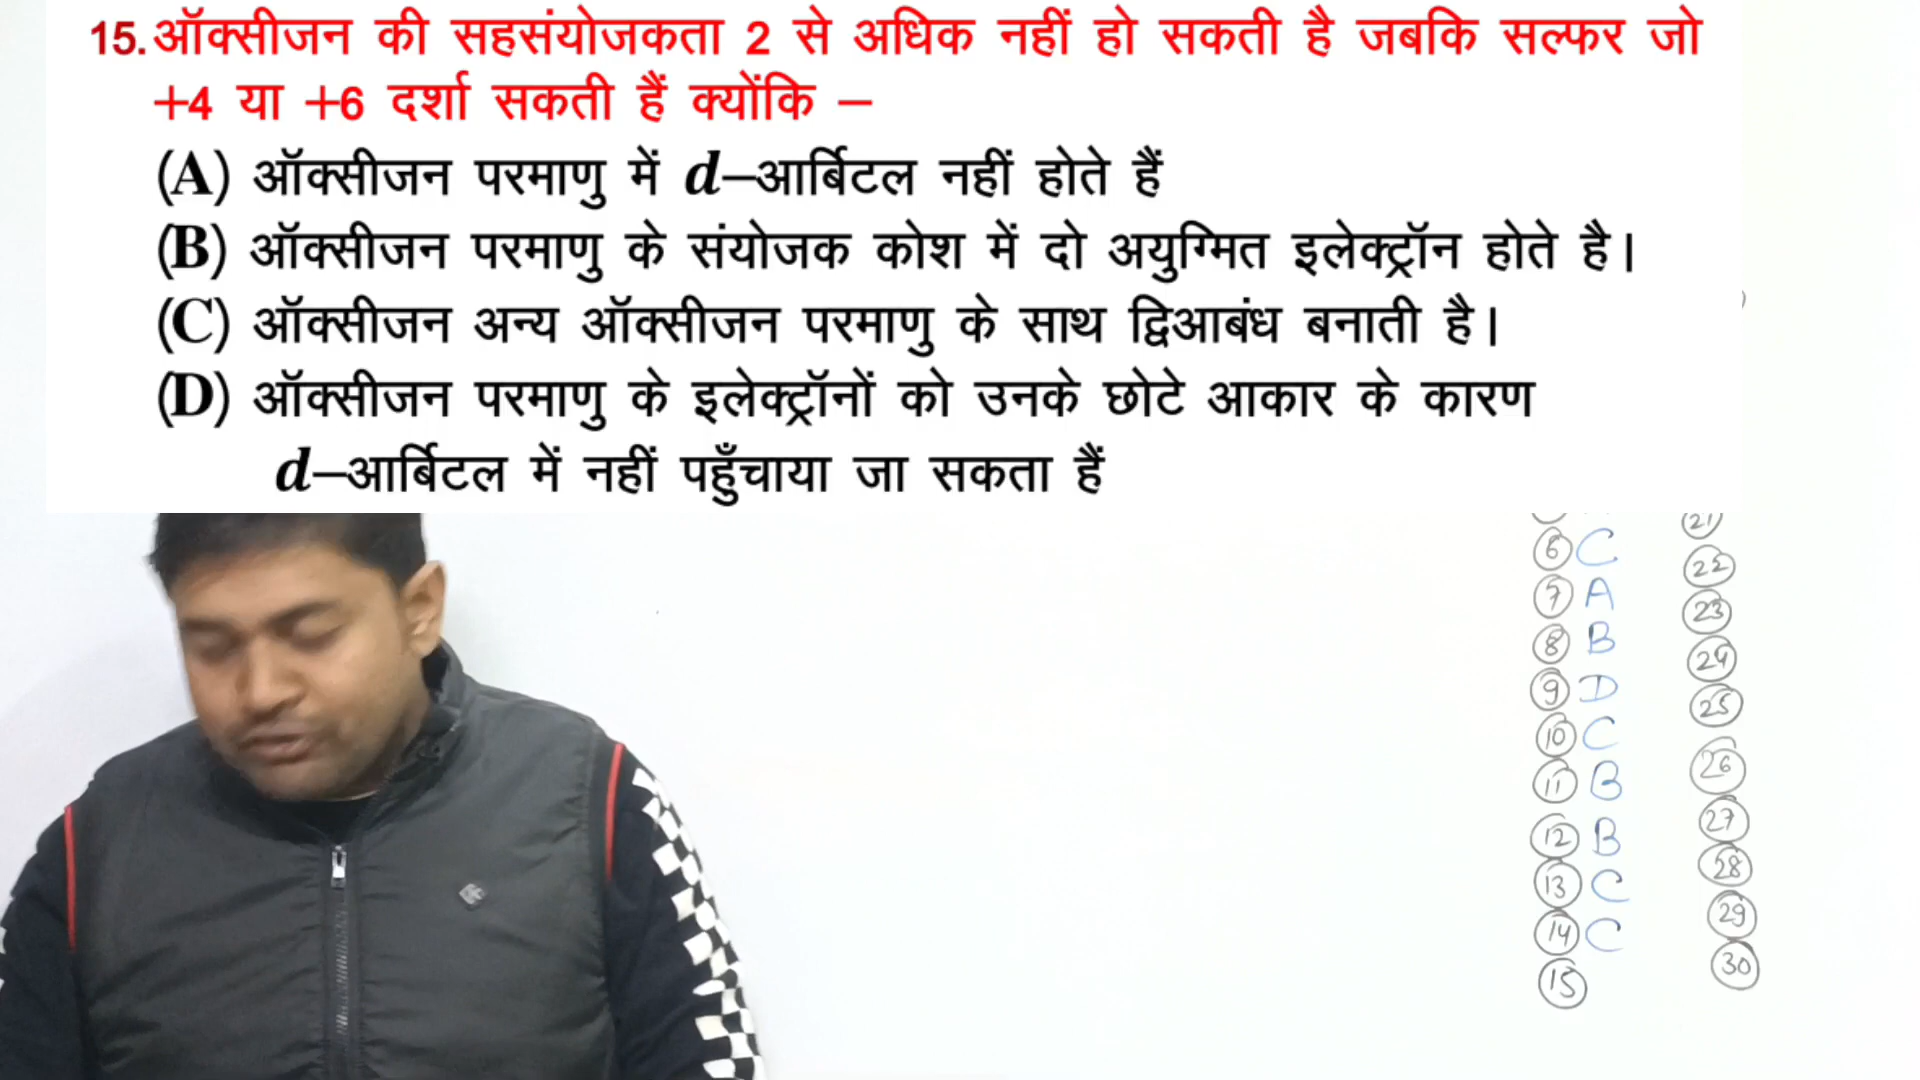 15. ऑक्सीजन की सहसंयोजकता 2 से अधिक नहीं हो सकती है जबकि सल्फर जो
+4 या +6 दर्शा सकती हैं क्योंकि –
(A) ऑक्सीजन परमाणु में d–आर्बिटल नहीं होते हैं
(B) ऑक्सीजन परमाणु के संयोजक कोश में दो अयुग्मित इलेक्ट्रॉन होते है।
(C) ऑक्सीजन अन्य ऑक्सीजन परमाणु के साथ द्विआबंध बनाती है।
(D) ऑक्सीजन परमाणु के इलेक्ट्रॉनों को उनके छोटे आकार के कारण
d–आर्बिटल में नहीं पहुँचाया जा सकता हैं
6 C
7 A
8 B
9 D
10 C
11 B
12 B
13 C
14 C
15
21
22
23
24
25
26
27
28
29
30